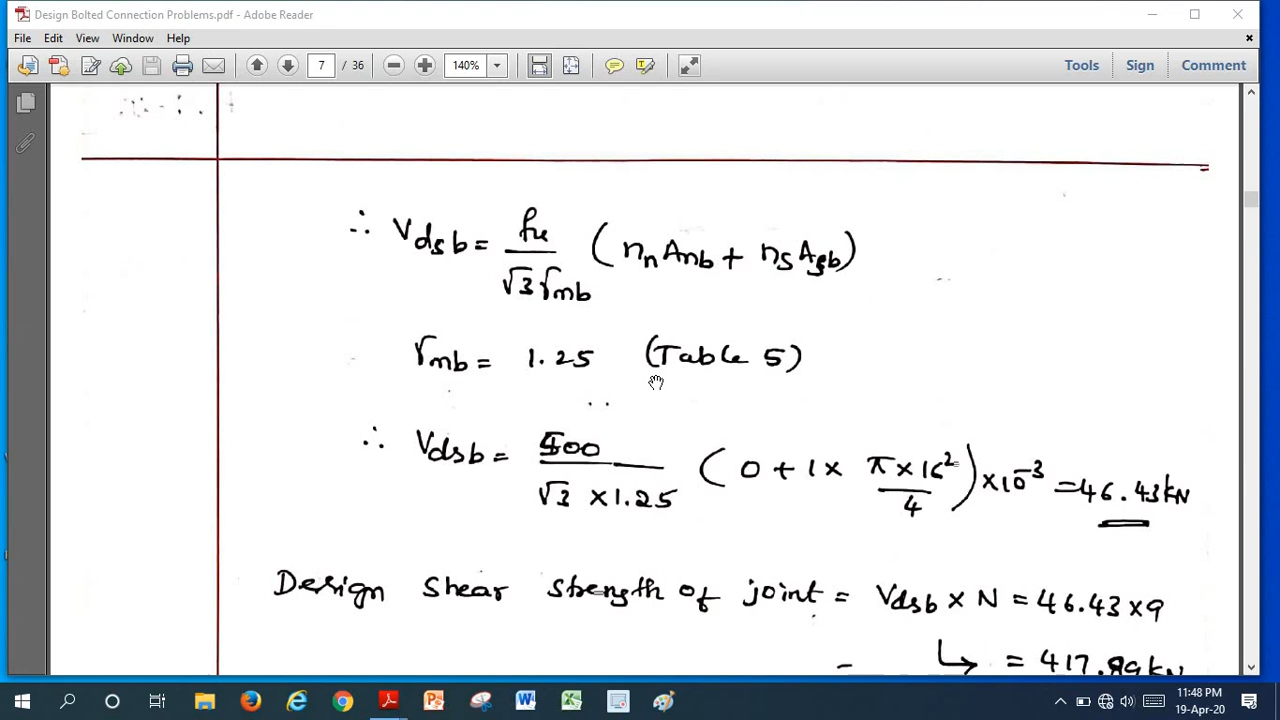 Design Bolted Connection Problems.pdf - Adobe Reader
File Edit View Window Help
7 / 36 140% Tools Sign Comment
∴ Vdsb = fu / √3 γmb (nn Anb + ns Asb)
γmb = 1.25 (Table 5)
∴ Vdsb = 400 / √3 × 1.25 (0 + 1 × π × 16² / 4) × 10⁻³ = 46.43 kN
Design shear strength of joint = Vdsb × N = 46.43 × 9
↳ = 417.89 kN
11:48 PM
19-Apr-20